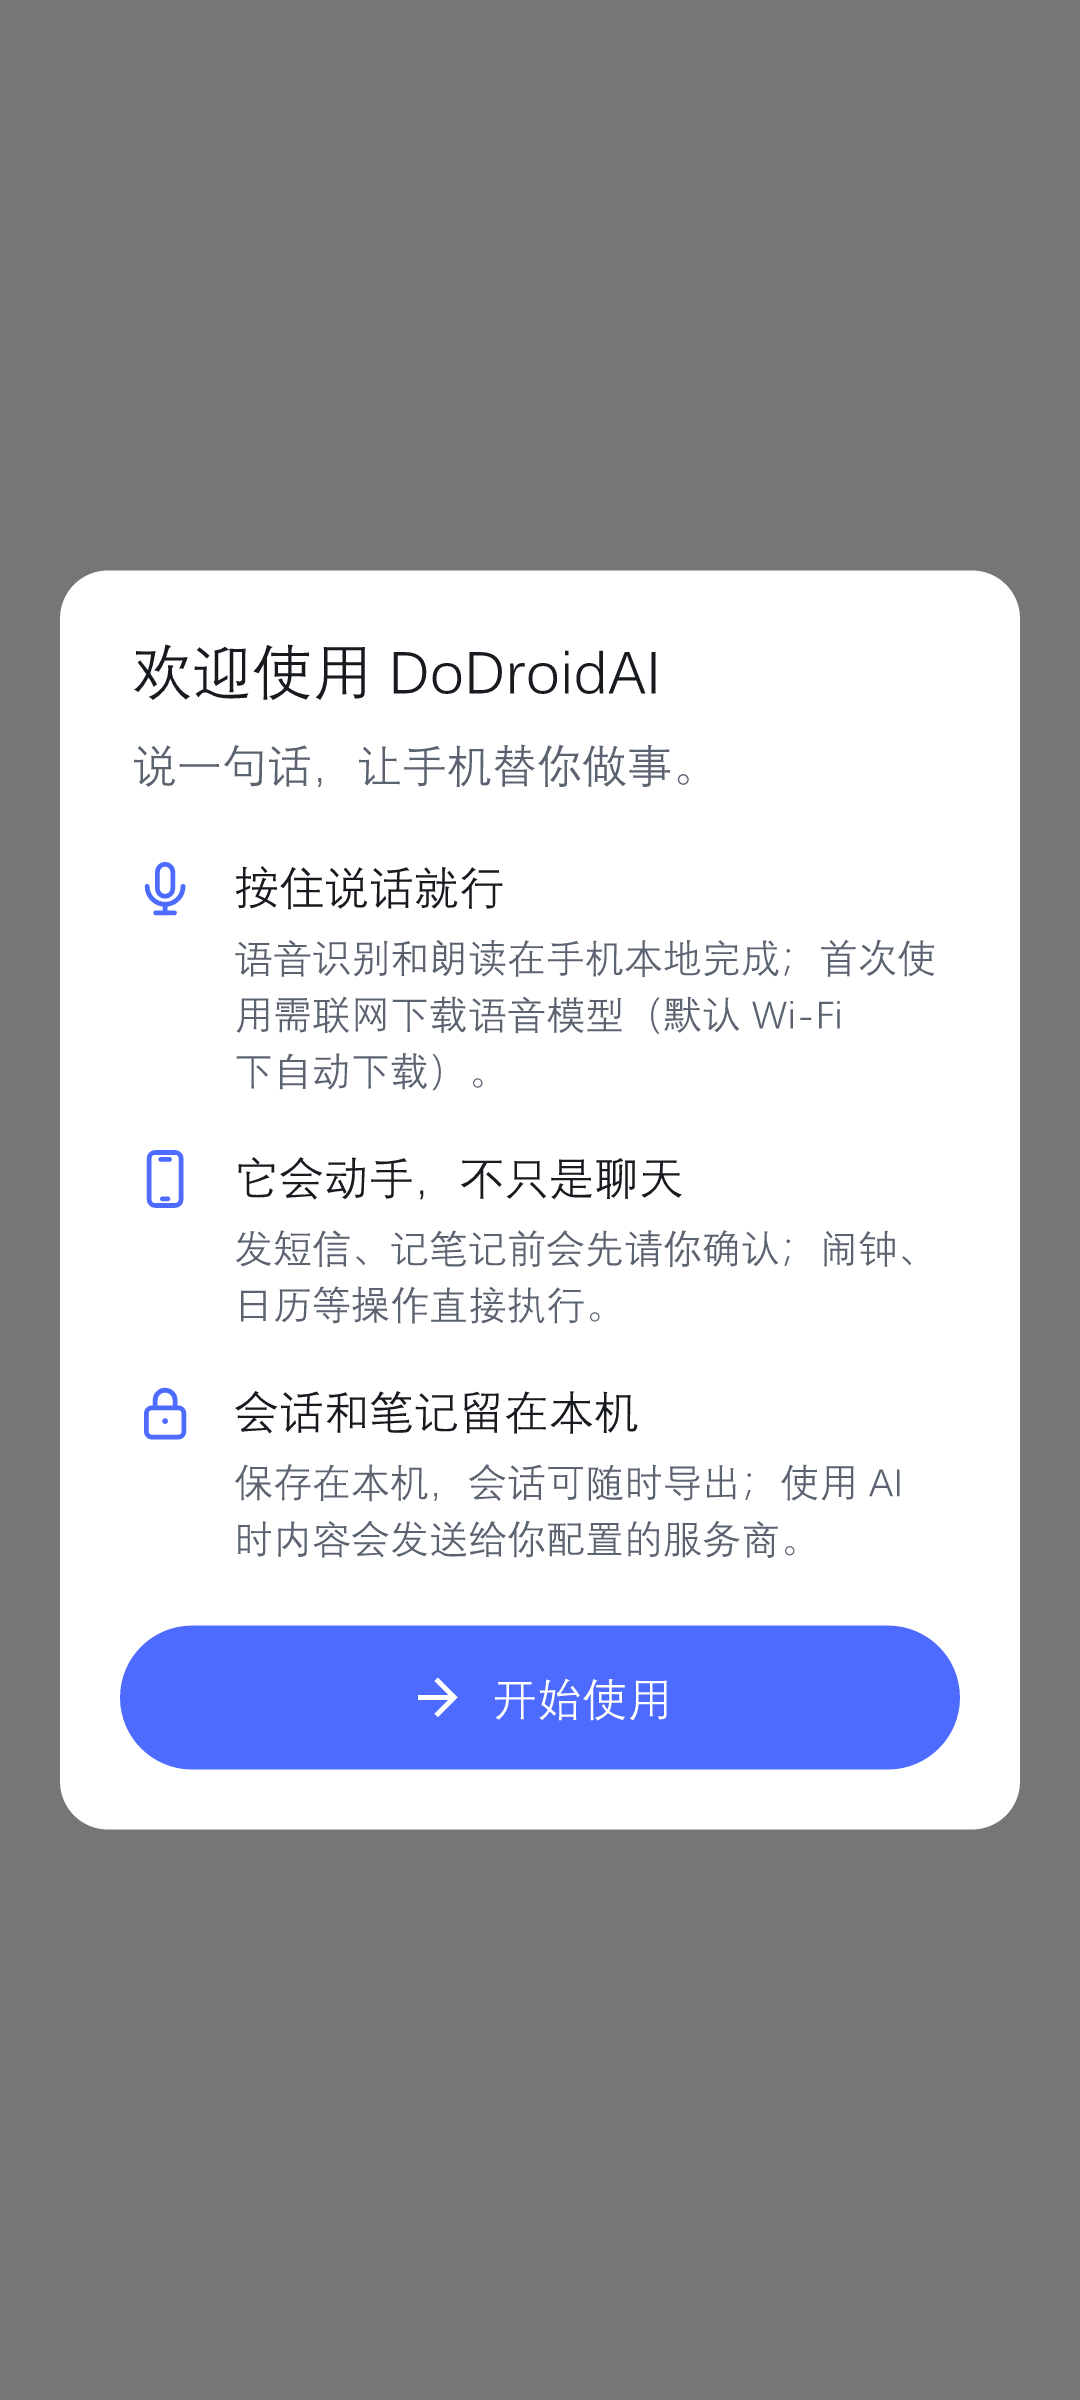 欢迎使用 DoDroidAI
说一句话，让手机替你做事。
按住说话就行
语音识别和朗读在手机本地完成；首次使
用需联网下载语音模型（默认 Wi-Fi
下自动下载）。
它会动手，不只是聊天
发短信、记笔记前会先请你确认；闹钟、
日历等操作直接执行。
会话和笔记留在本机
保存在本机，会话可随时导出；使用 AI
时内容会发送给你配置的服务商。
开始使用